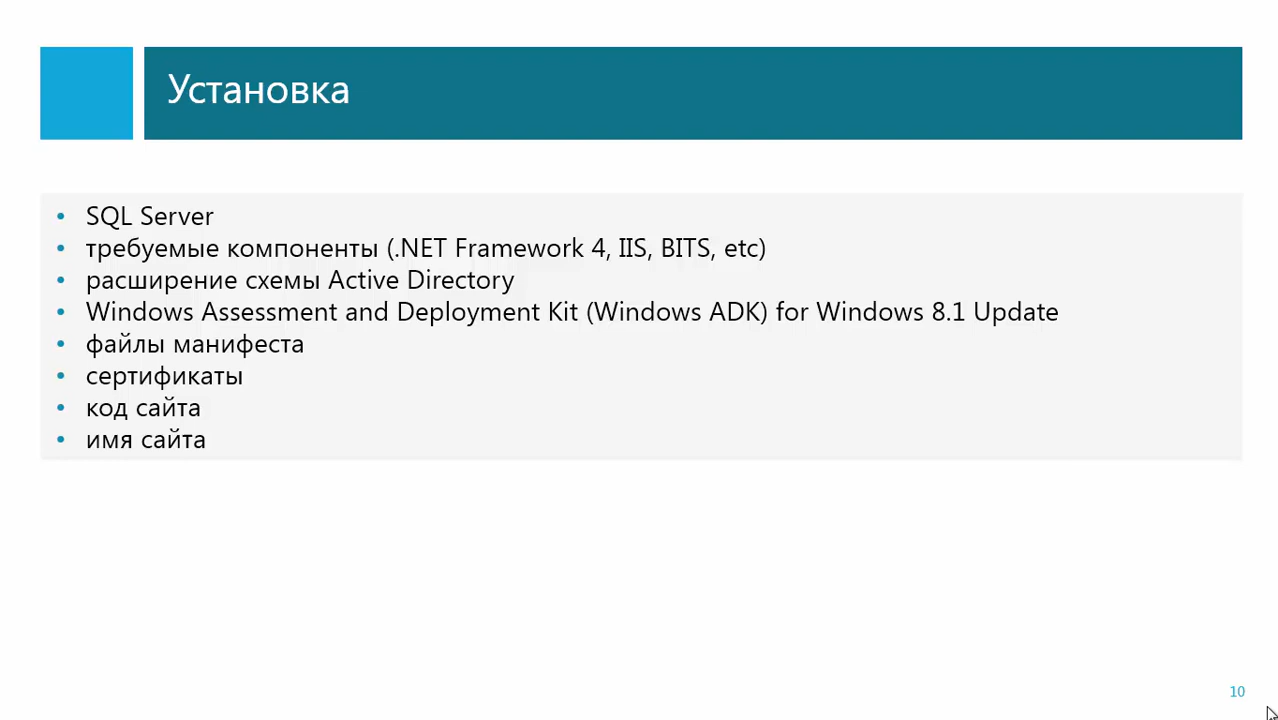 Установка
• SQL Server
• требуемые компоненты (.NET Framework 4, IIS, BITS, etc)
• расширение схемы Active Directory
• Windows Assessment and Deployment Kit (Windows ADK) for Windows 8.1 Update
• файлы манифеста
• сертификаты
• код сайта
• имя сайта
10